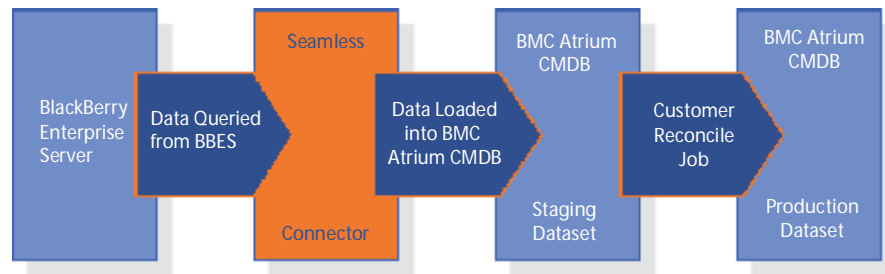 BlackBerry
Enterprise
Server
Data Queried
from BBES
Seamless
Connector
Data Loaded
into BMC
Atrium CMDB
BMC Atrium
CMDB
Staging
Dataset
Customer
Reconcile
Job
BMC Atrium
CMDB
Production
Dataset